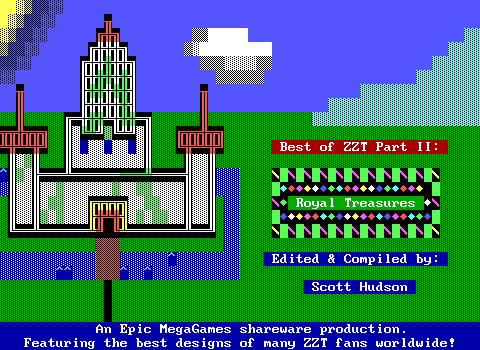 Best of ZZT Part II:
Royal Treasures
Edited & Compiled by:
Scott Hudson
An Epic MegaGames shareware production.
Featuring the best designs of many ZZT fans worldwide!